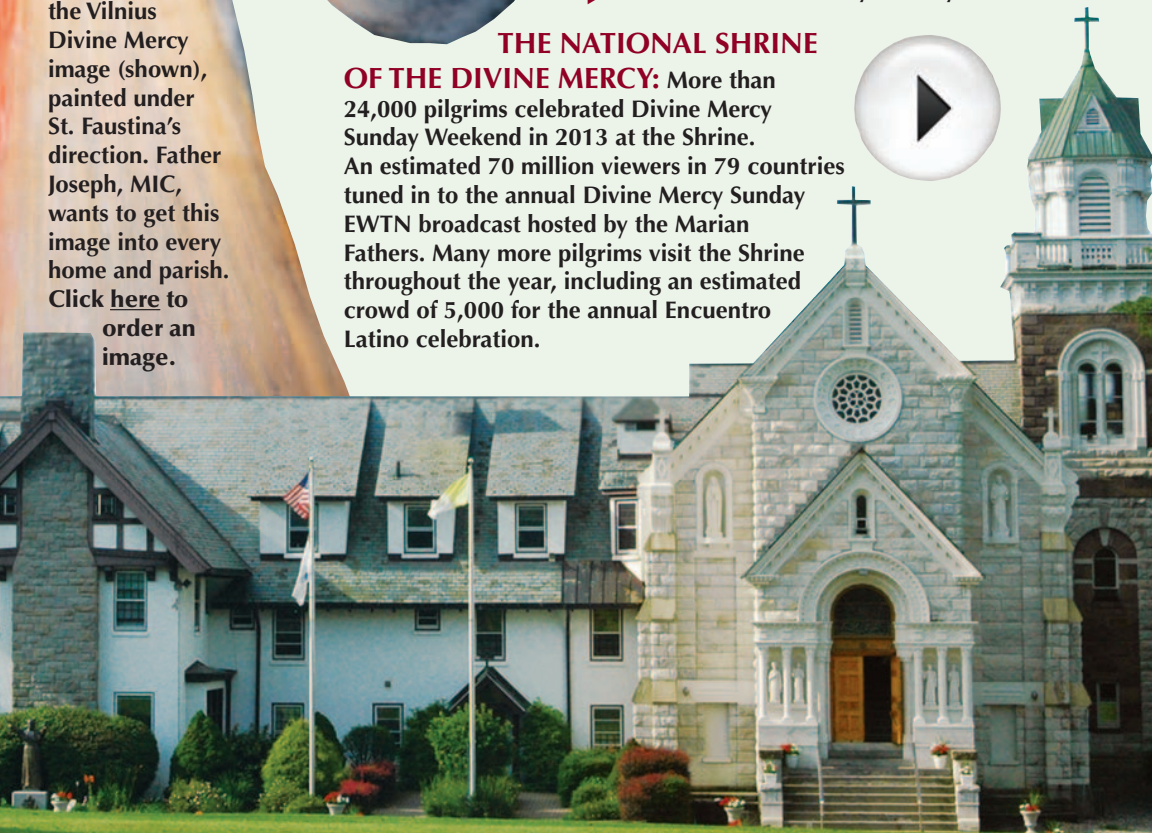 the Vilnius
Divine Mercy
image (shown),
painted under
St. Faustina's
direction. Father
Joseph, MIC,
wants to get this
image into every
home and parish.
Click here to
order an
image.
THE NATIONAL SHRINE
OF THE DIVINE MERCY: More than
24,000 pilgrims celebrated Divine Mercy
Sunday Weekend in 2013 at the Shrine.
An estimated 70 million viewers in 79 countries
tuned in to the annual Divine Mercy Sunday
EWTN broadcast hosted by the Marian
Fathers. Many more pilgrims visit the Shrine
throughout the year, including an estimated
crowd of 5,000 for the annual Encuentro
Latino celebration.